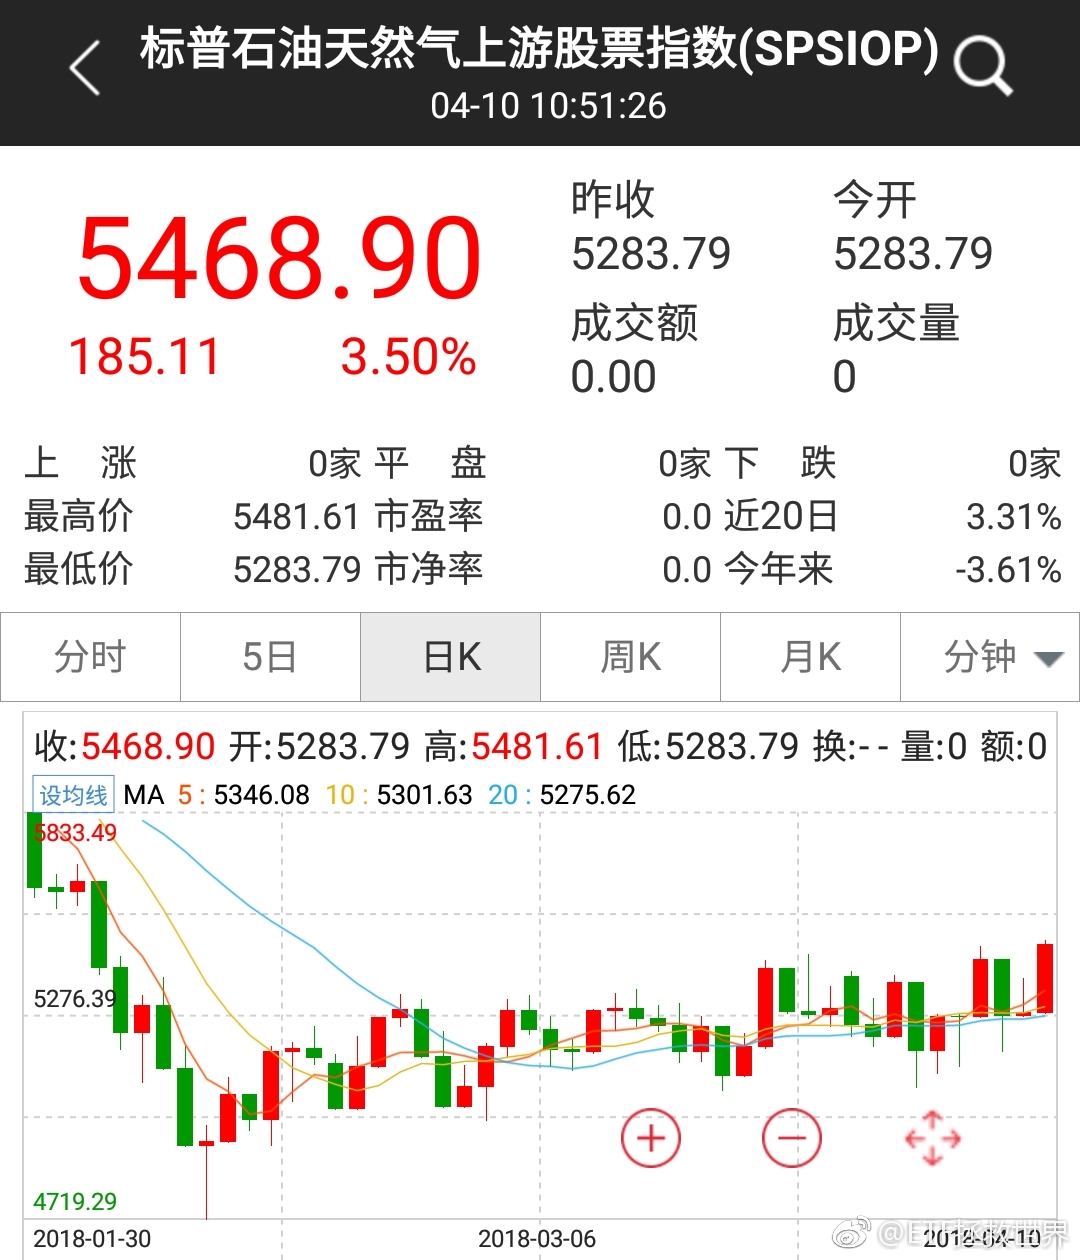 标普石油天然气上游股票指数(SPSIOP)
04-10 10:51:26
昨收 今开
5468.90 5283.79 5283.79
成交额 成交量
185.11 3.50% 0.00 0
上 涨 0家 平 盘 0家 下 跌 0家
最高价 5481.61 市盈率 0.0 近20日 3.31%
最低价 5283.79 市净率 0.0 今年来 -3.61%
分时 5日 日K 周K 月K 分钟
收:5468.90 开:5283.79 高:5481.61 低:5283.79 换:-- 量:0 额:0
设均线 MA 5 : 5346.08 10 : 5301.63 20 : 5275.62
5833.49
5276.39
4719.29
2018-01-30 2018-03-06 2018-04-10
@ETF拯救世界